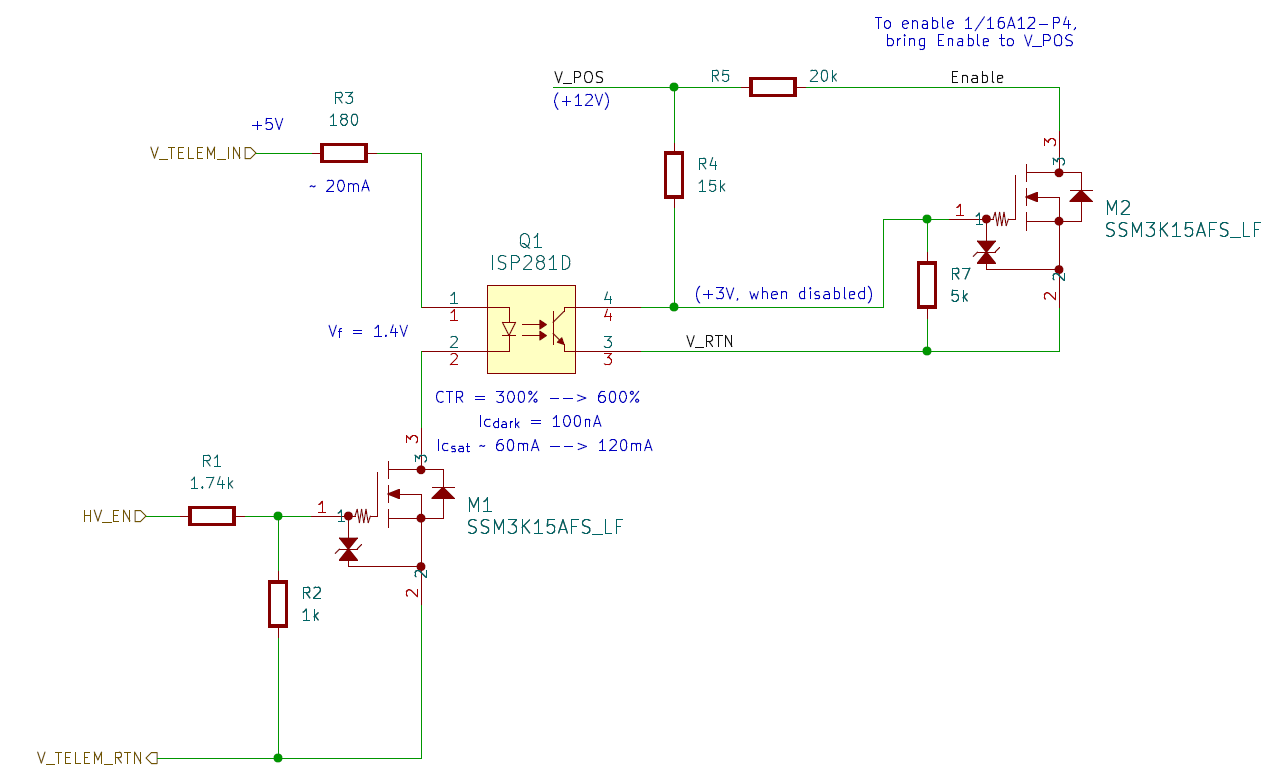 To enable 1/16A12-P4,
bring Enable to V_POS
V_POS
(+12V)
R5
20k
Enable
R3
180
+5V
V_TELEM_IN
~ 20mA
R4
15k
3
3
1
1
M2
SSM3K15AFS_LF
2
2
R7
5k
Q1
ISP281D
(+3V, when disabled)
1
1
4
4
Vf = 1.4V
2
2
3
3
V_RTN
CTR = 300% --> 600%
Icdark = 100nA
Icsat ~ 60mA --> 120mA
3
3
R1
1.74k
HV_EN
1
1
M1
SSM3K15AFS_LF
2
2
R2
1k
V_TELEM_RTN